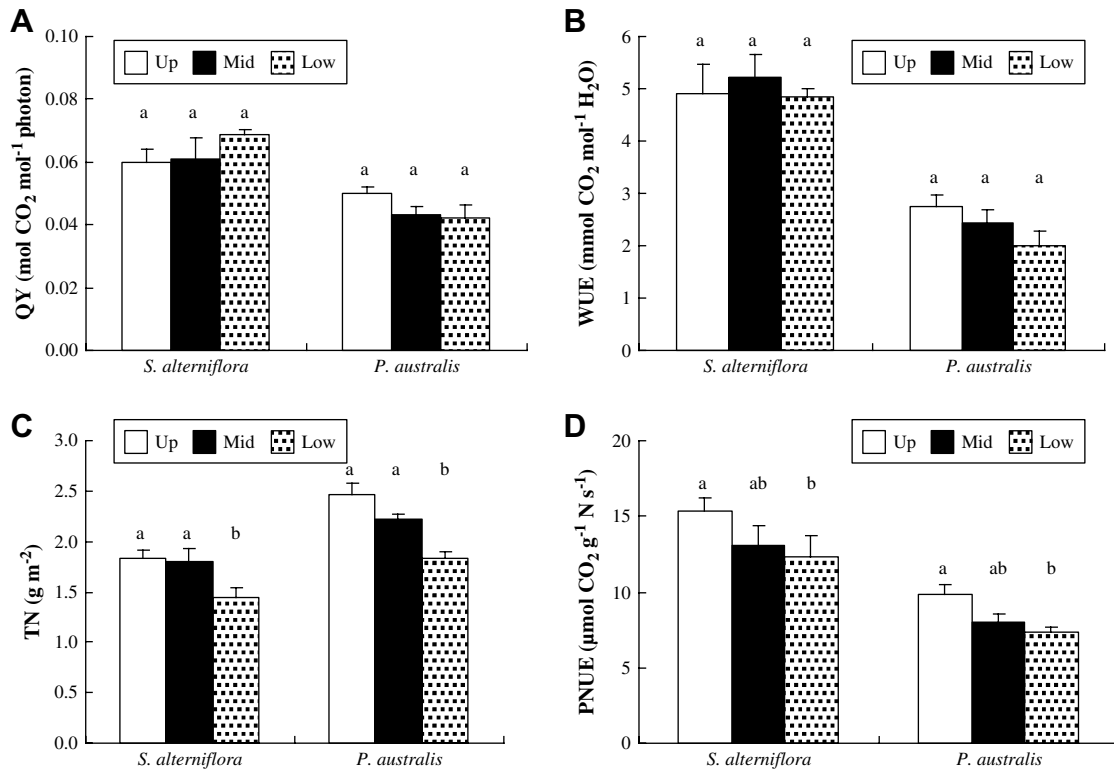 A
QY (mol CO₂ mol⁻¹ photon)
0.10
0.08
0.06
0.04
0.02
0.00
Up Mid Low
a a a
a a a
S. alterniflora P. australis
B
WUE (mmol CO₂ mol⁻¹ H₂O)
6
5
4
3
2
1
0
Up Mid Low
a a a
a a a
S. alterniflora P. australis
C
TN (g m⁻²)
3.0
2.5
2.0
1.5
1.0
0.5
0.0
Up Mid Low
a a b
a a b
S. alterniflora P. australis
D
PNUE (μmol CO₂ g⁻¹ N s⁻¹)
20
15
10
5
0
Up Mid Low
a ab b
a ab b
S. alterniflora P. australis